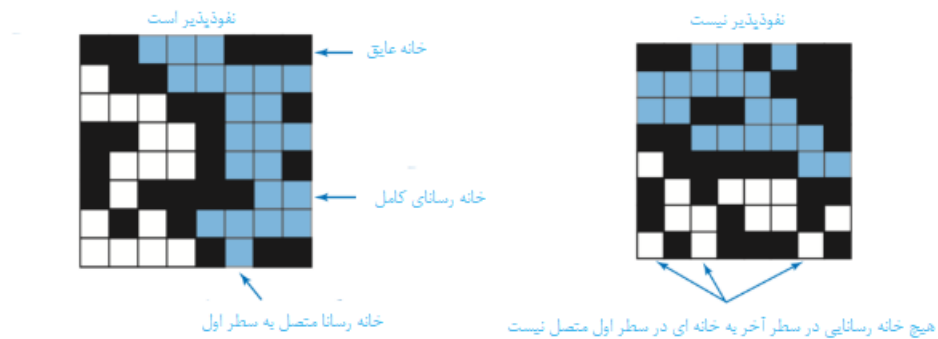 نفوذپذیر است
نفوذپذیر نیست
خانه عایق
خانه رسانای کامل
خانه رسانا متصل به سطر اول
هیچ خانه رسانایی در سطر آخر به خانه ای در سطر اول متصل نیست